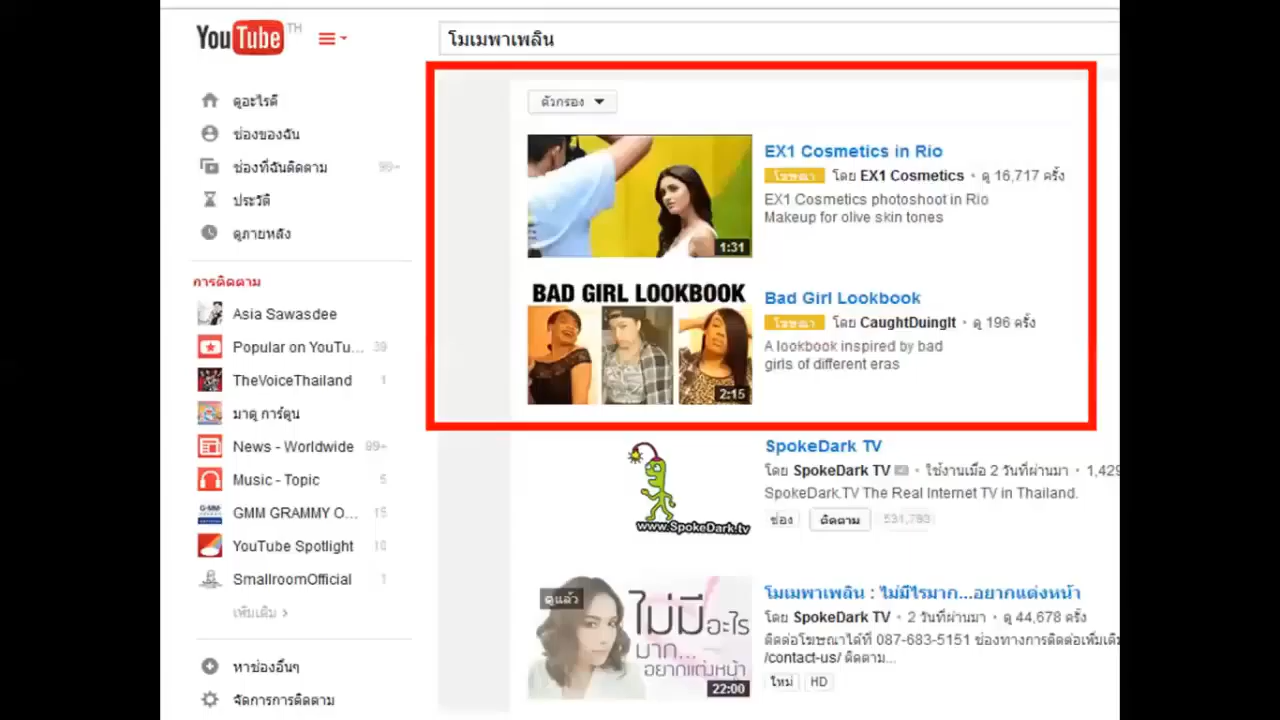 YouTube TH
โมเมพาเพลิน
ดูอะไรดี
ช่องของฉัน
ช่องที่ฉันติดตาม 99+
ประวัติ
ดูภายหลัง
การติดตาม
Asia Sawasdee
Popular on YouTu... 39
TheVoiceThailand 1
มาดู การ์ตูน
News - Worldwide 99+
Music - Topic 5
GMM GRAMMY O... 15
YouTube Spotlight 10
SmallroomOfficial 1
เพิ่มเติม ›
หาช่องอื่นๆ
จัดการการติดตาม
ตัวกรอง
1:31
EX1 Cosmetics in Rio
โฆษณา โดย EX1 Cosmetics • ดู 16,717 ครั้ง
EX1 Cosmetics photoshoot in Rio
Makeup for olive skin tones
BAD GIRL LOOKBOOK
2:15
Bad Girl Lookbook
โฆษณา โดย CaughtDuingIt • ดู 196 ครั้ง
A lookbook inspired by bad
girls of different eras
www.SpokeDark.tv
SpokeDark TV
โดย SpokeDark TV • ใช้งานเมื่อ 2 วันที่ผ่านมา • 1,429
SpokeDark.TV The Real Internet TV in Thailand.
ช่อง ติดตาม 531,793
ดูแล้ว
ไม่มีอะไร
มาก...
อยากแต่งหน้า
22:00
โมเมพาเพลิน : ไม่มีไรมาก...อยากแต่งหน้า
โดย SpokeDark TV • 2 วันที่ผ่านมา • ดู 44,678 ครั้ง
ติดต่อโฆษณาได้ที่ 087-683-5151 ช่องทางการติดต่อเพิ่มเติม
/contact-us/ ติดตาม...
ใหม่ HD